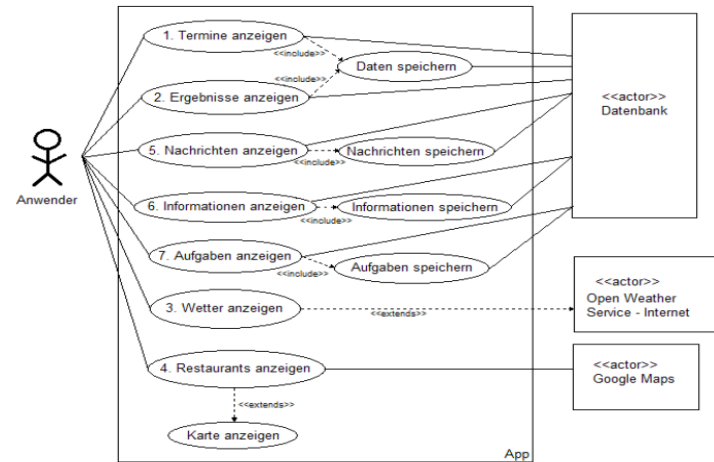 1. Termine anzeigen
<<include>>
Daten speichern
<<include>>
2. Ergebnisse anzeigen
<<actor>>
Datenbank
5. Nachrichten anzeigen
Nachrichten speichern
<<include>>
Anwender
6. Informationen anzeigen
Informationen speichern
<<include>>
7. Aufgaben anzeigen
Aufgaben speichern
<<include>>
3. Wetter anzeigen
<<extends>>
<<actor>>
Open Weather
Service - Internet
4. Restaurants anzeigen
<<actor>>
Google Maps
<<extends>>
Karte anzeigen
App